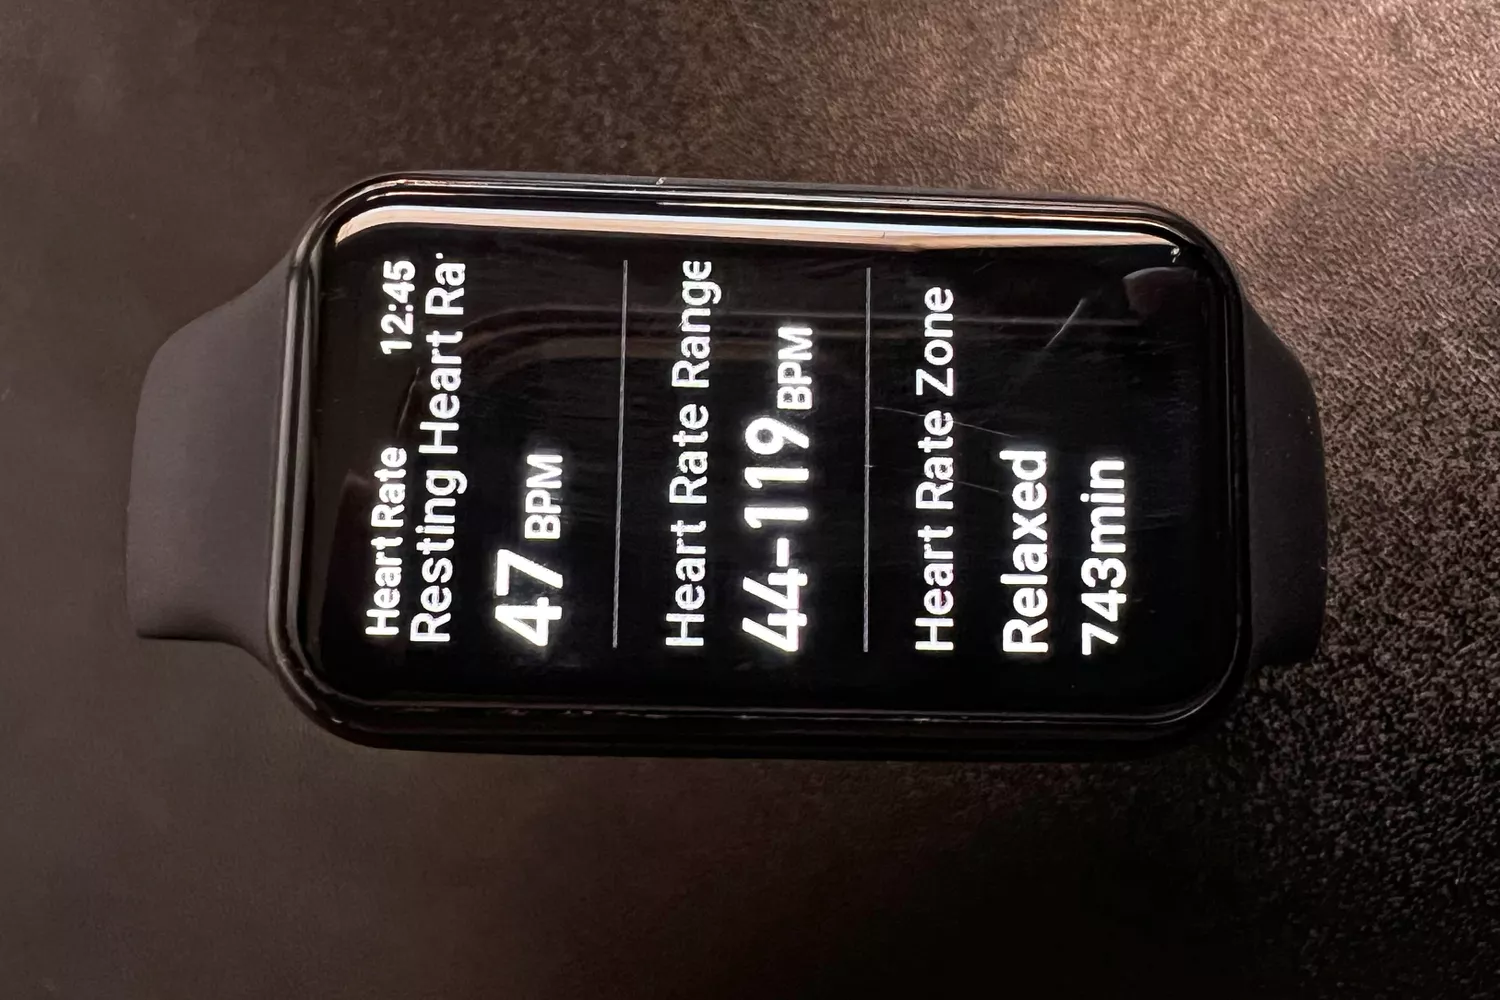 Heart Rate 12:45
Resting Heart Ra
47 BPM
Heart Rate Range
44-119 BPM
Heart Rate Zone
Relaxed
743min